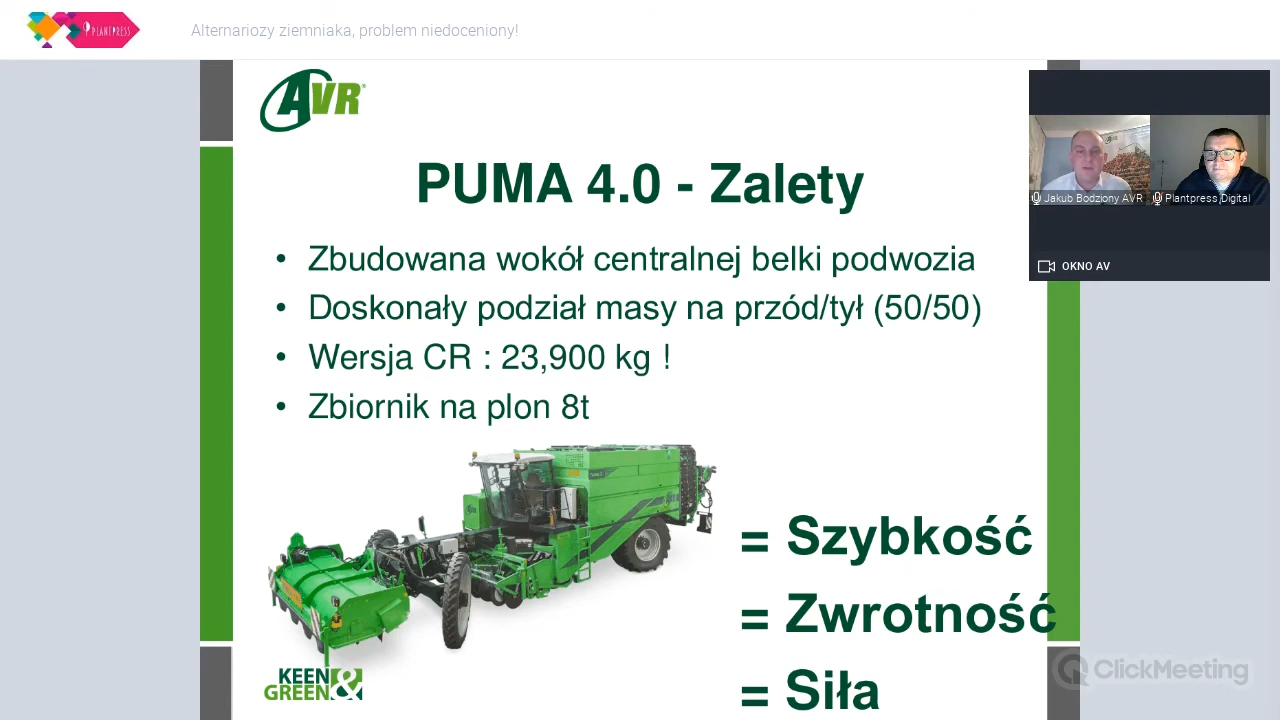 PLANTPRESS
Alternariozy ziemniaka, problem niedoceniony!
AVR
PUMA 4.0 - Zalety
• Zbudowana wokół centralnej belki podwozia
• Doskonały podział masy na przód/tył (50/50)
• Wersja CR : 23,900 kg !
• Zbiornik na plon 8t
= Szybkość
= Zwrotność
= Siła
KEEN
GREEN &
Jakub Bodziony AVR
Plantpress Digital
OKNO AV
ClickMeeting